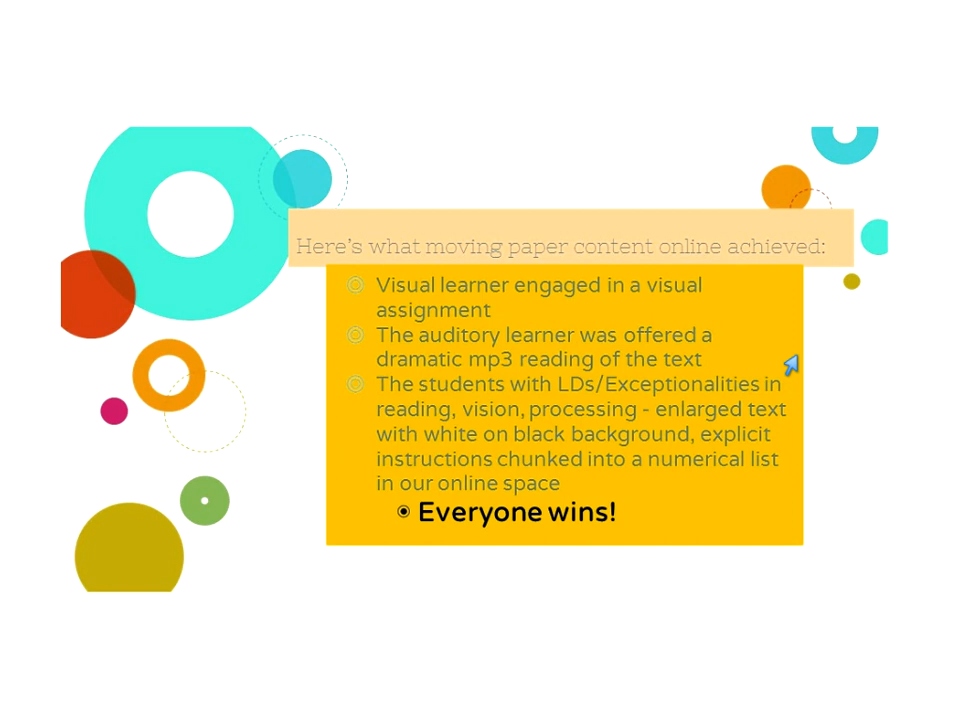 Here's what moving paper content online achieved:
Visual learner engaged in a visual
assignment
The auditory learner was offered a
dramatic mp3 reading of the text
The students with LDs/Exceptionalities in
reading, vision, processing - enlarged text
with white on black background, explicit
instructions chunked into a numerical list
in our online space
Everyone wins!